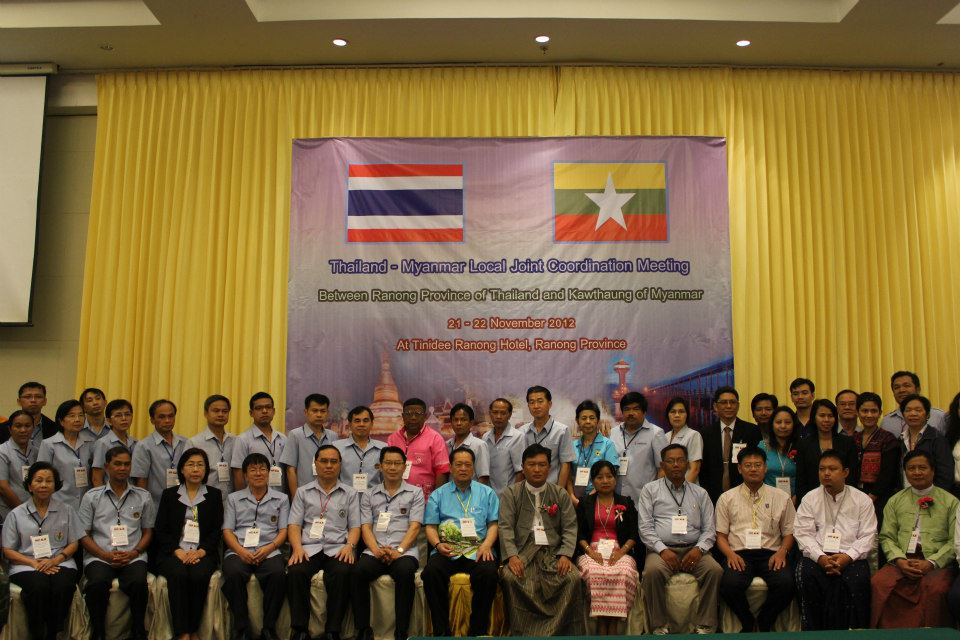 Thailand - Myanmar Local Joint Coordination Meeting
Between Ranong Province of Thailand and Kawthaung of Myanmar
21 - 22 November 2012
At Tinidee Ranong Hotel, Ranong Province